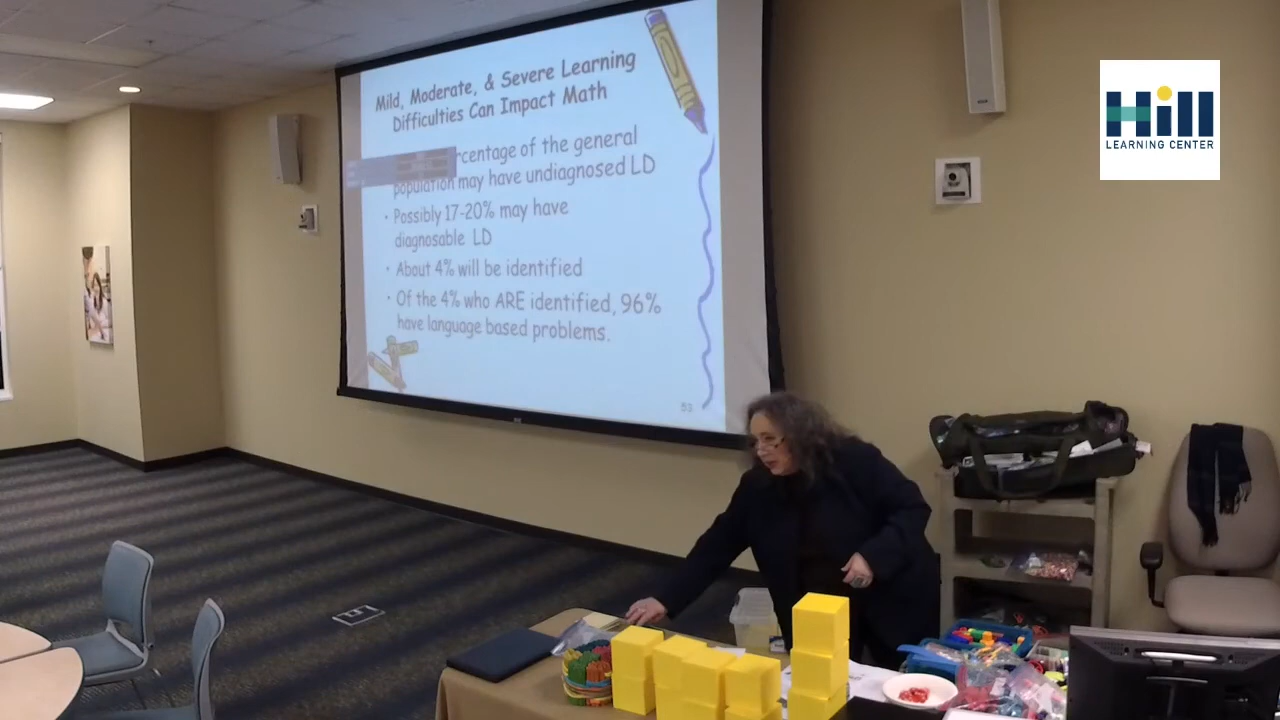 Mild, Moderate, & Severe Learning
Difficulties Can Impact Math
of the general
population may have undiagnosed LD
• Possibly 17-20% may have
diagnosable LD
• About 4% will be identified
• Of the 4% who ARE identified, 96%
have language based problems.
53
Hill
LEARNING CENTER